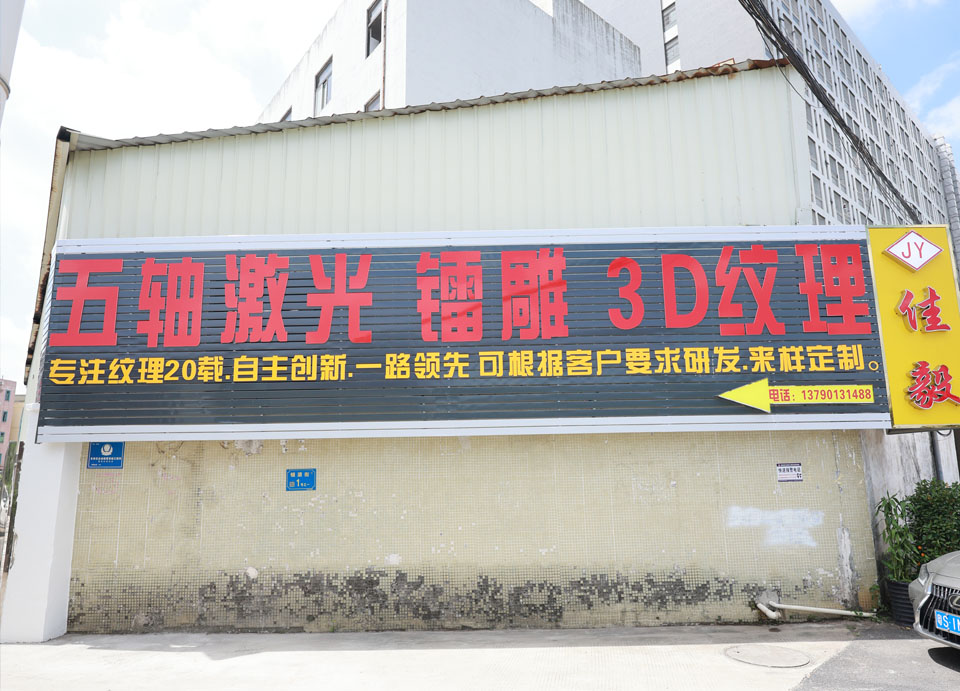 五轴激光 镭雕 3D纹理
专注纹理20载.自主创新.一路领先 可根据客户要求研发.来样定制。
电话：13790131488
JY
佳毅